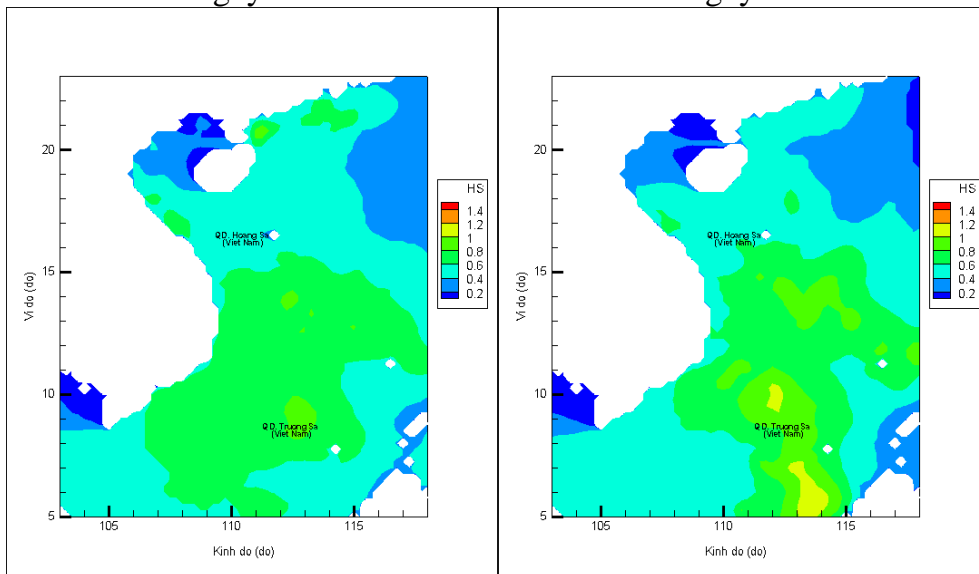 20
15
10
5
105
110
115
Kinh do (do)
Vi do (do)
QD. Hoang Sa
(Viet Nam)
QD. Truong Sa
(Viet Nam)
HS
1.4
1.2
1
0.8
0.6
0.4
0.2
20
15
10
5
105
110
115
Kinh do (do)
Vi do (do)
QD. Hoang Sa
(Viet Nam)
QD. Truong Sa
(Viet Nam)
HS
1.4
1.2
1
0.8
0.6
0.4
0.2